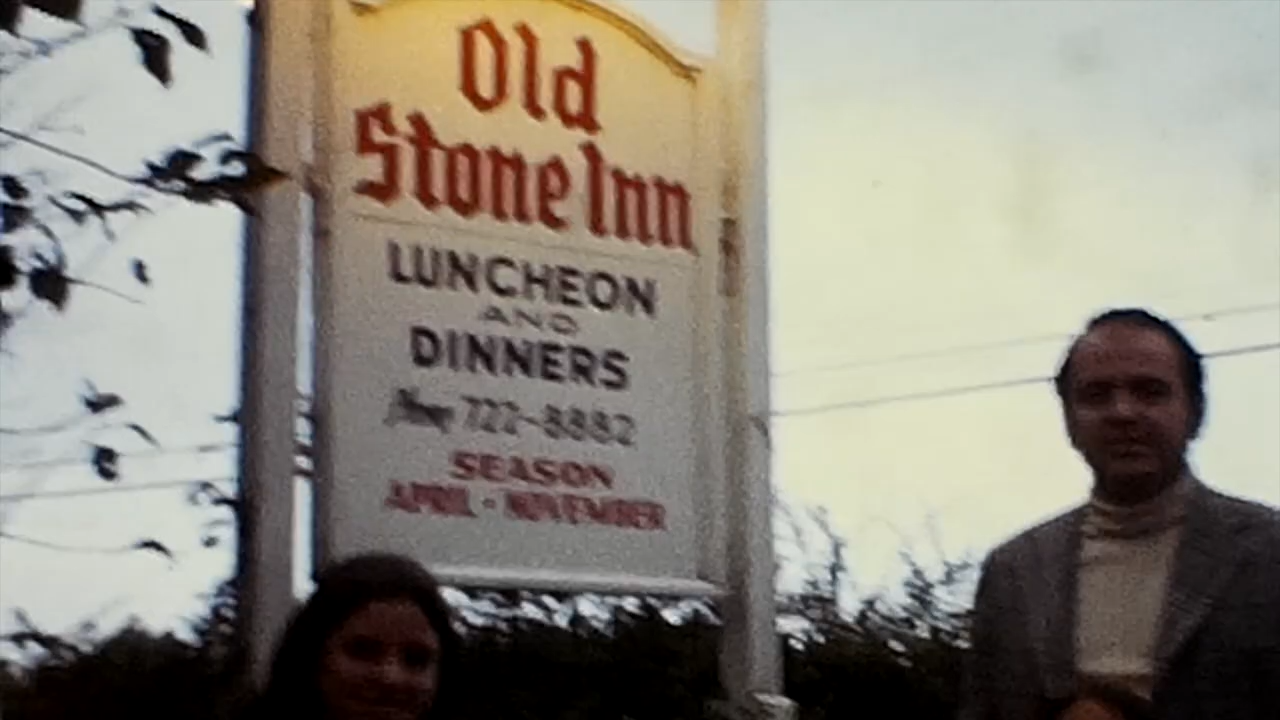 Old
Stone Inn
LUNCHEON
AND
DINNERS
722-8882
SEASON
APRIL - NOVEMBER